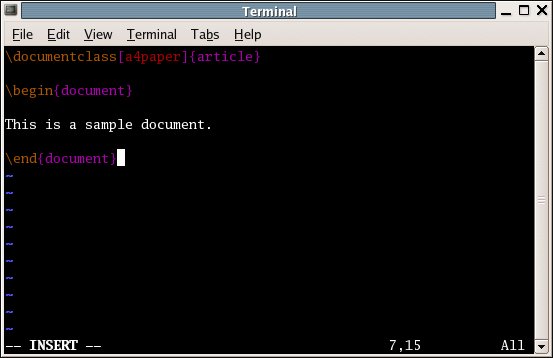 Terminal
File Edit View Terminal Tabs Help
\documentclass[a4paper]{article}
\begin{document}
This is a sample document.
\end{document}
~
~
~
~
~
~
~
~
~
~
-- INSERT -- 7,15 All